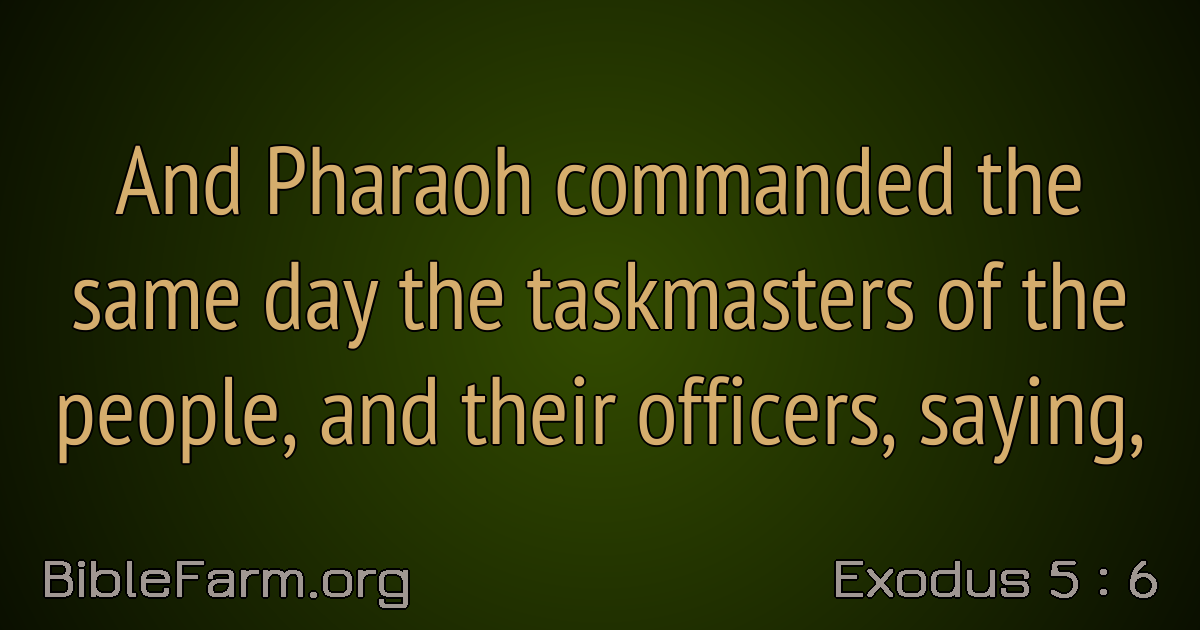 And Pharaoh commanded the
same day the taskmasters of the
people, and their officers, saying,
BibleFarm.org
Exodus 5 : 6